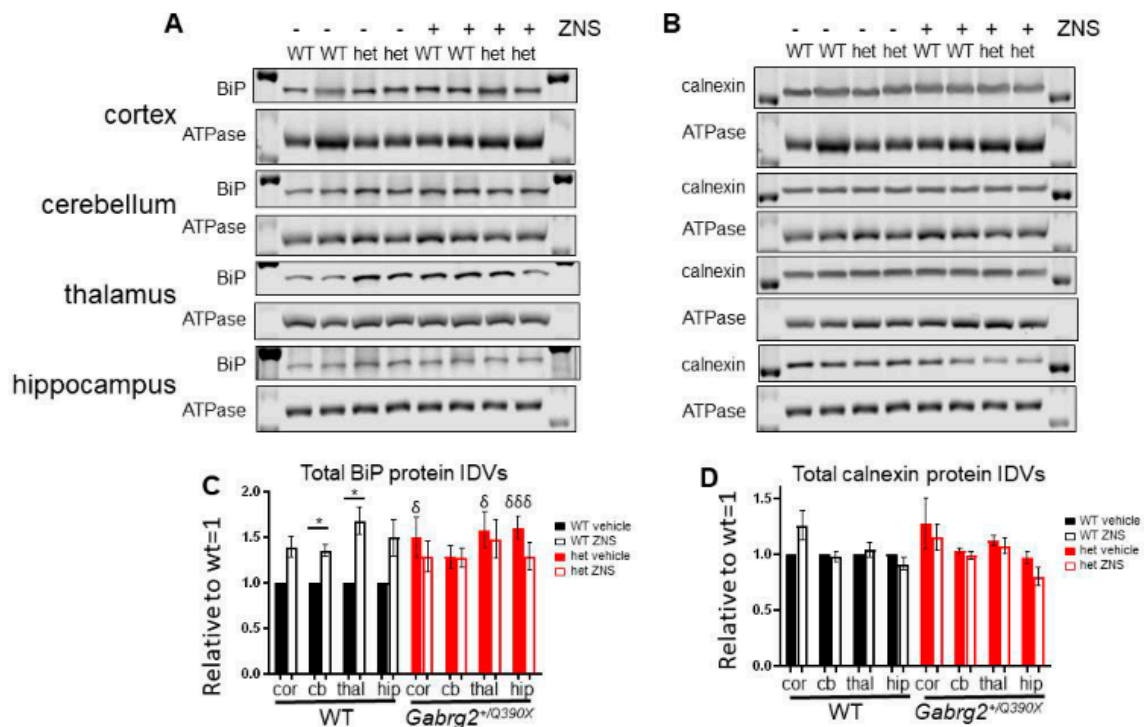 A
- - - - + + + + ZNS
WT WT het het WT WT het het
cortex
BiP
ATPase
cerebellum
BiP
ATPase
thalamus
BiP
ATPase
hippocampus
BiP
ATPase
B
- - - - + + + + ZNS
WT WT het het WT WT het het
calnexin
ATPase
calnexin
ATPase
calnexin
ATPase
calnexin
ATPase
C
Total BiP protein IDVs
Relative to wt=1
2.0
1.5
1.0
0.5
0.0
* *
δ δ δδδ
WT vehicle
WT ZNS
het vehicle
het ZNS
cor cb thal hip cor cb thal hip
WT Gabrg2+/Q390X
D
Total calnexin protein IDVs
Relative to wt=1
1.5
1.0
0.5
0.0
WT vehicle
WT ZNS
het vehicle
het ZNS
cor cb thal hip cor cb thal hip
WT Gabrg2+/Q390X